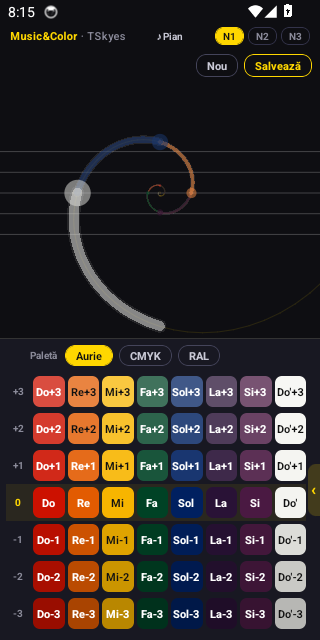 8:15
Music&Color · TSkyes ♪Pian N1 N2 N3
Nou Salvează
Paletă Aurie CMYK RAL
+3 Do+3 Re+3 Mi+3 Fa+3 Sol+3 La+3 Si+3 Do'+3
+2 Do+2 Re+2 Mi+2 Fa+2 Sol+2 La+2 Si+2 Do'+2
+1 Do+1 Re+1 Mi+1 Fa+1 Sol+1 La+1 Si+1 Do'+1
0 Do Re Mi Fa Sol La Si Do'
-1 Do-1 Re-1 Mi-1 Fa-1 Sol-1 La-1 Si-1 Do'-1
-2 Do-2 Re-2 Mi-2 Fa-2 Sol-2 La-2 Si-2 Do'-2
-3 Do-3 Re-3 Mi-3 Fa-3 Sol-3 La-3 Si-3 Do'-3